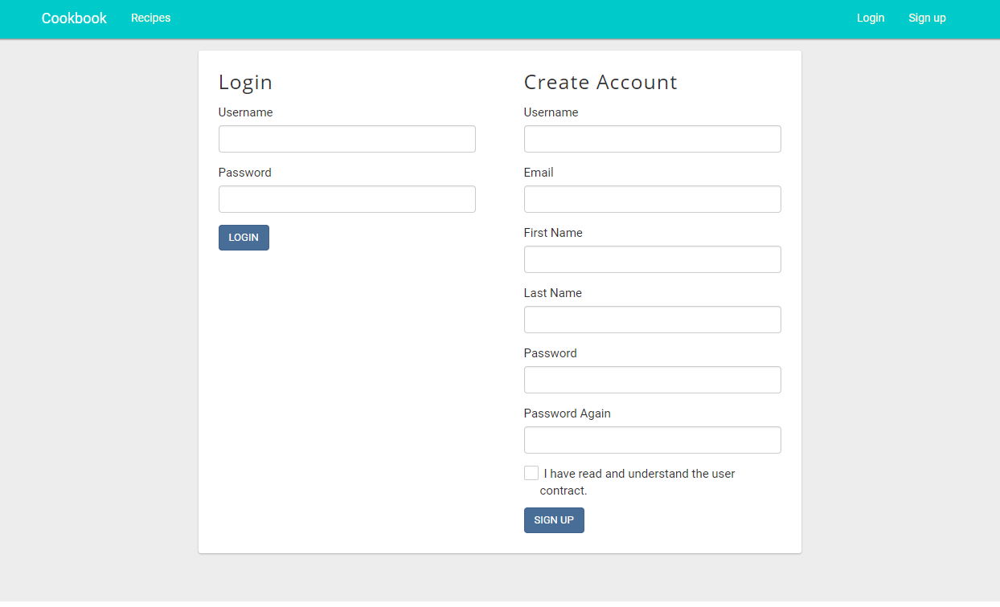 Cookbook Recipes Login Sign up
Login
Username
Password
LOGIN
Create Account
Username
Email
First Name
Last Name
Password
Password Again
I have read and understand the user
contract.
SIGN UP